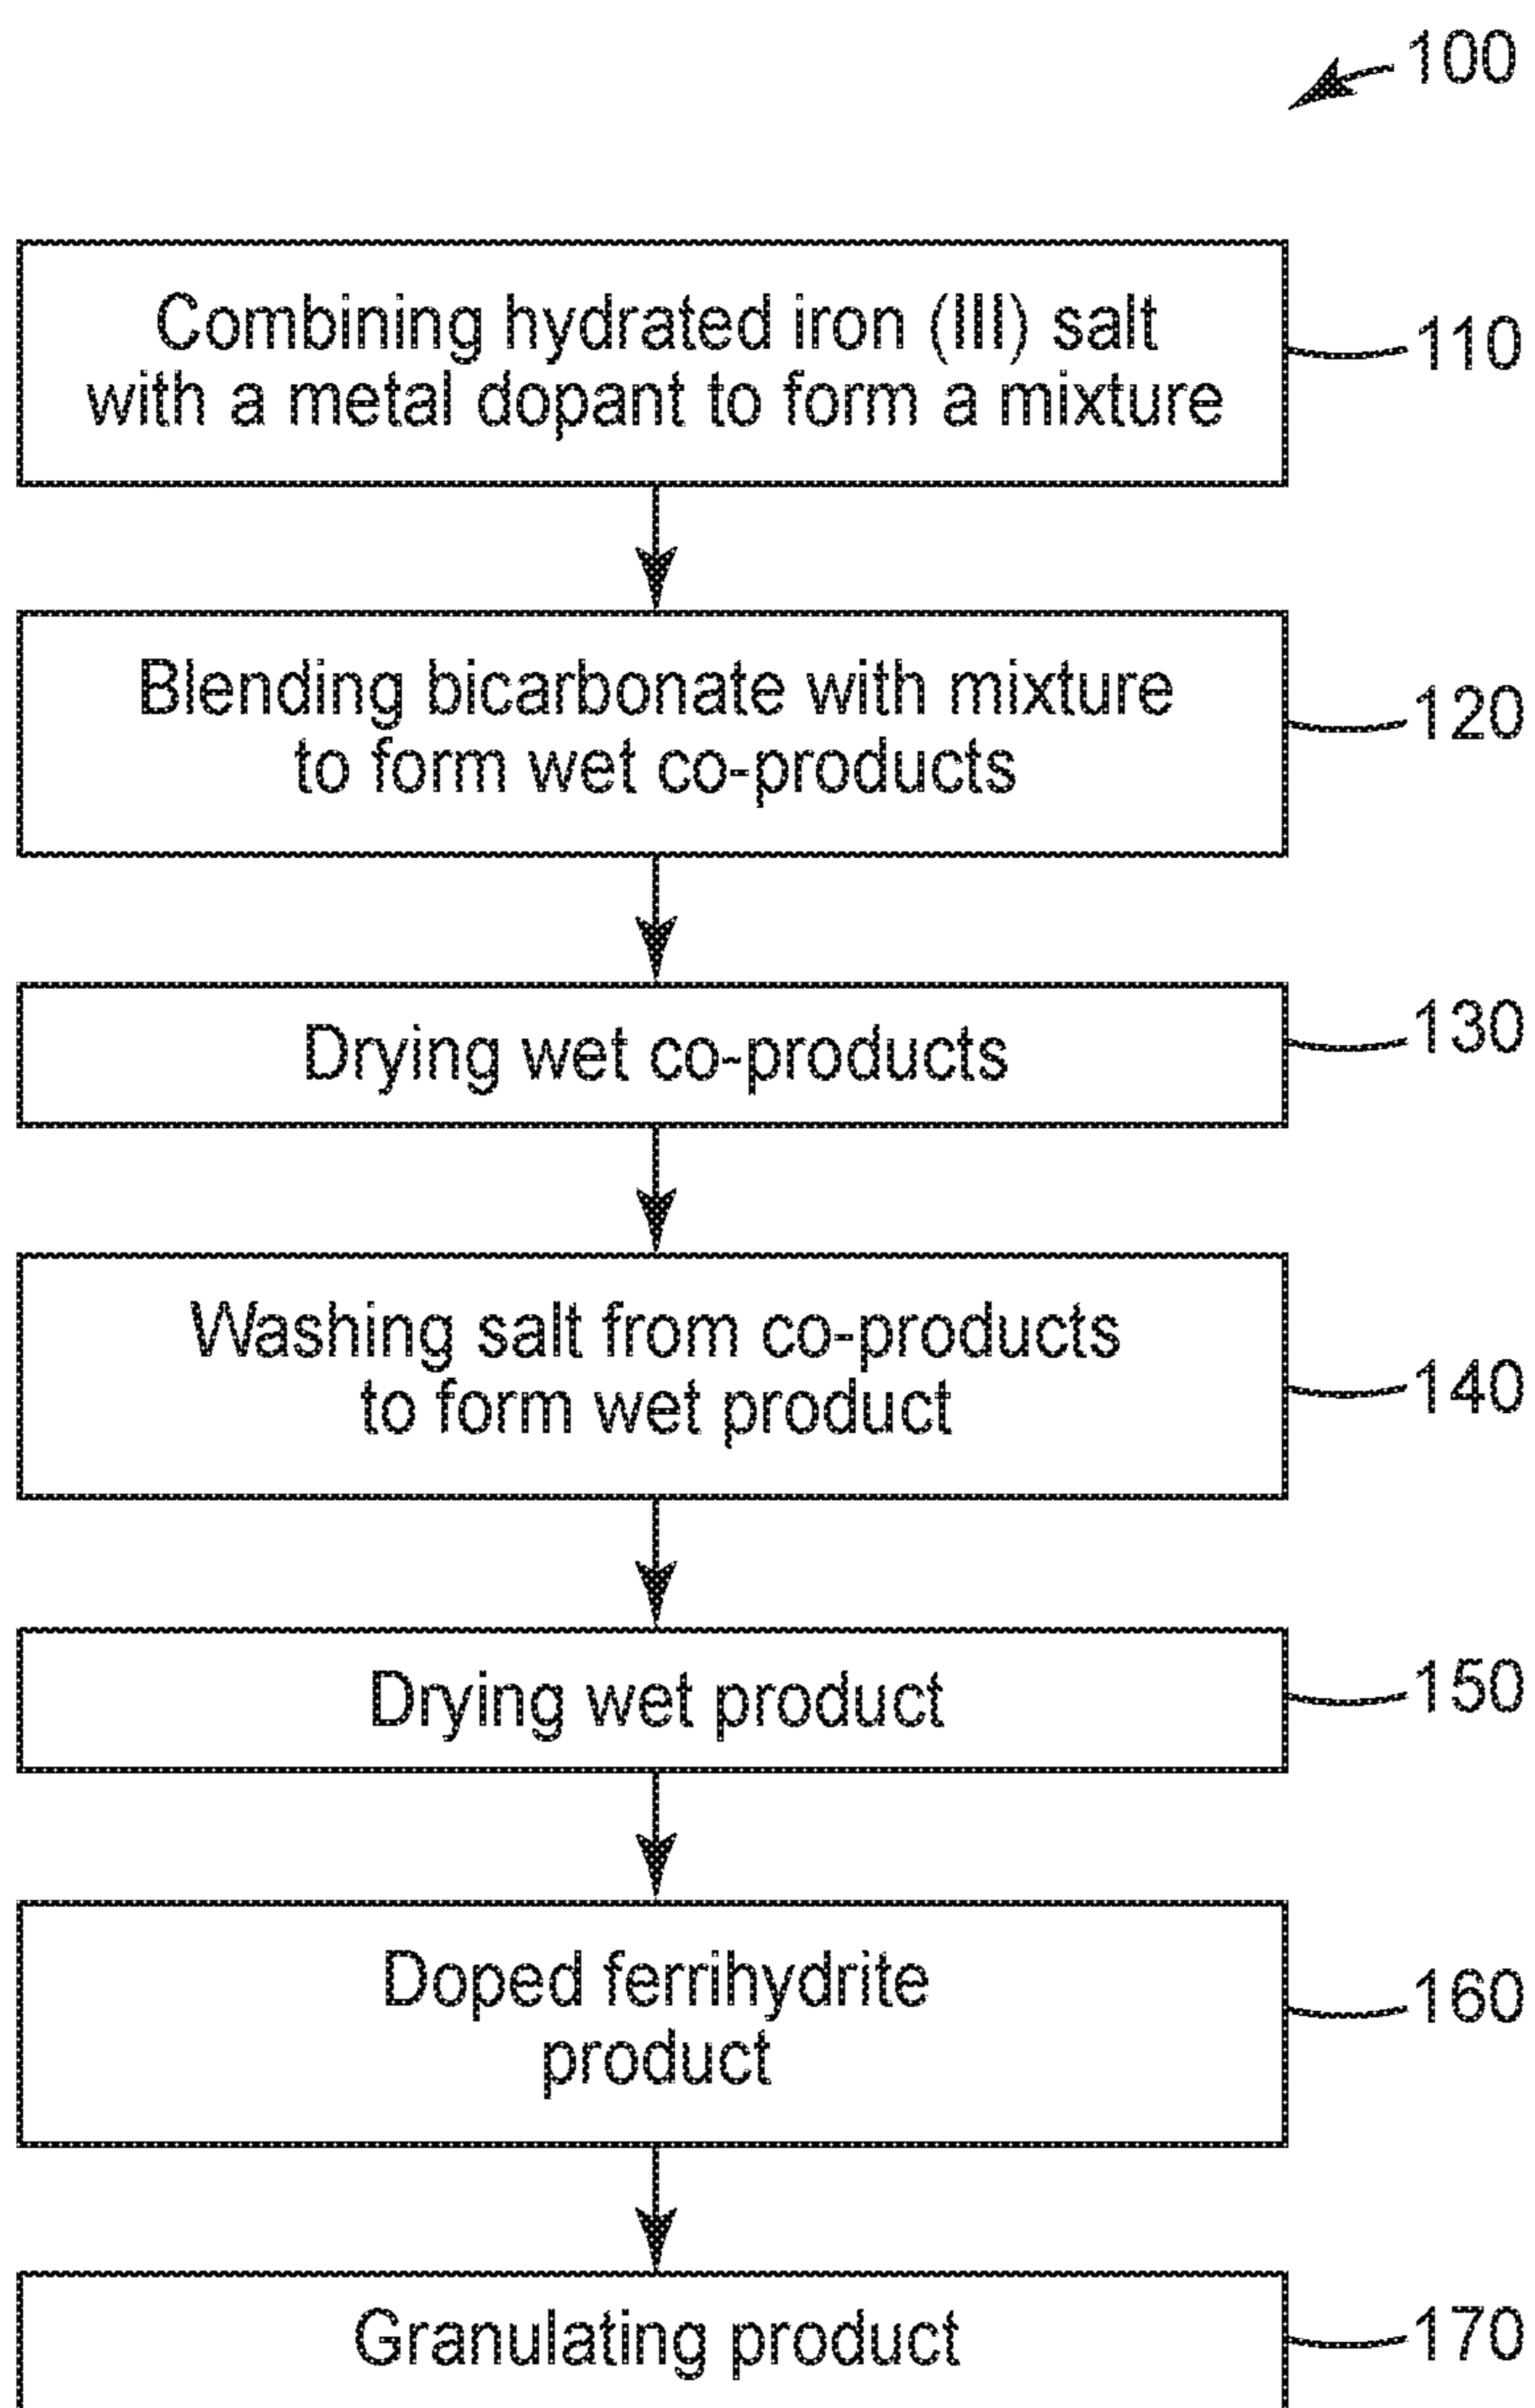 100
Combining hydrated iron (III) salt
with a metal dopant to form a mixture
110
Blending bicarbonate with mixture
to form wet co-products
120
Drying wet co-products
130
Washing salt from co-products
to form wet product
140
Drying wet product
150
Doped ferrihydrite
product
160
Granulating product
170